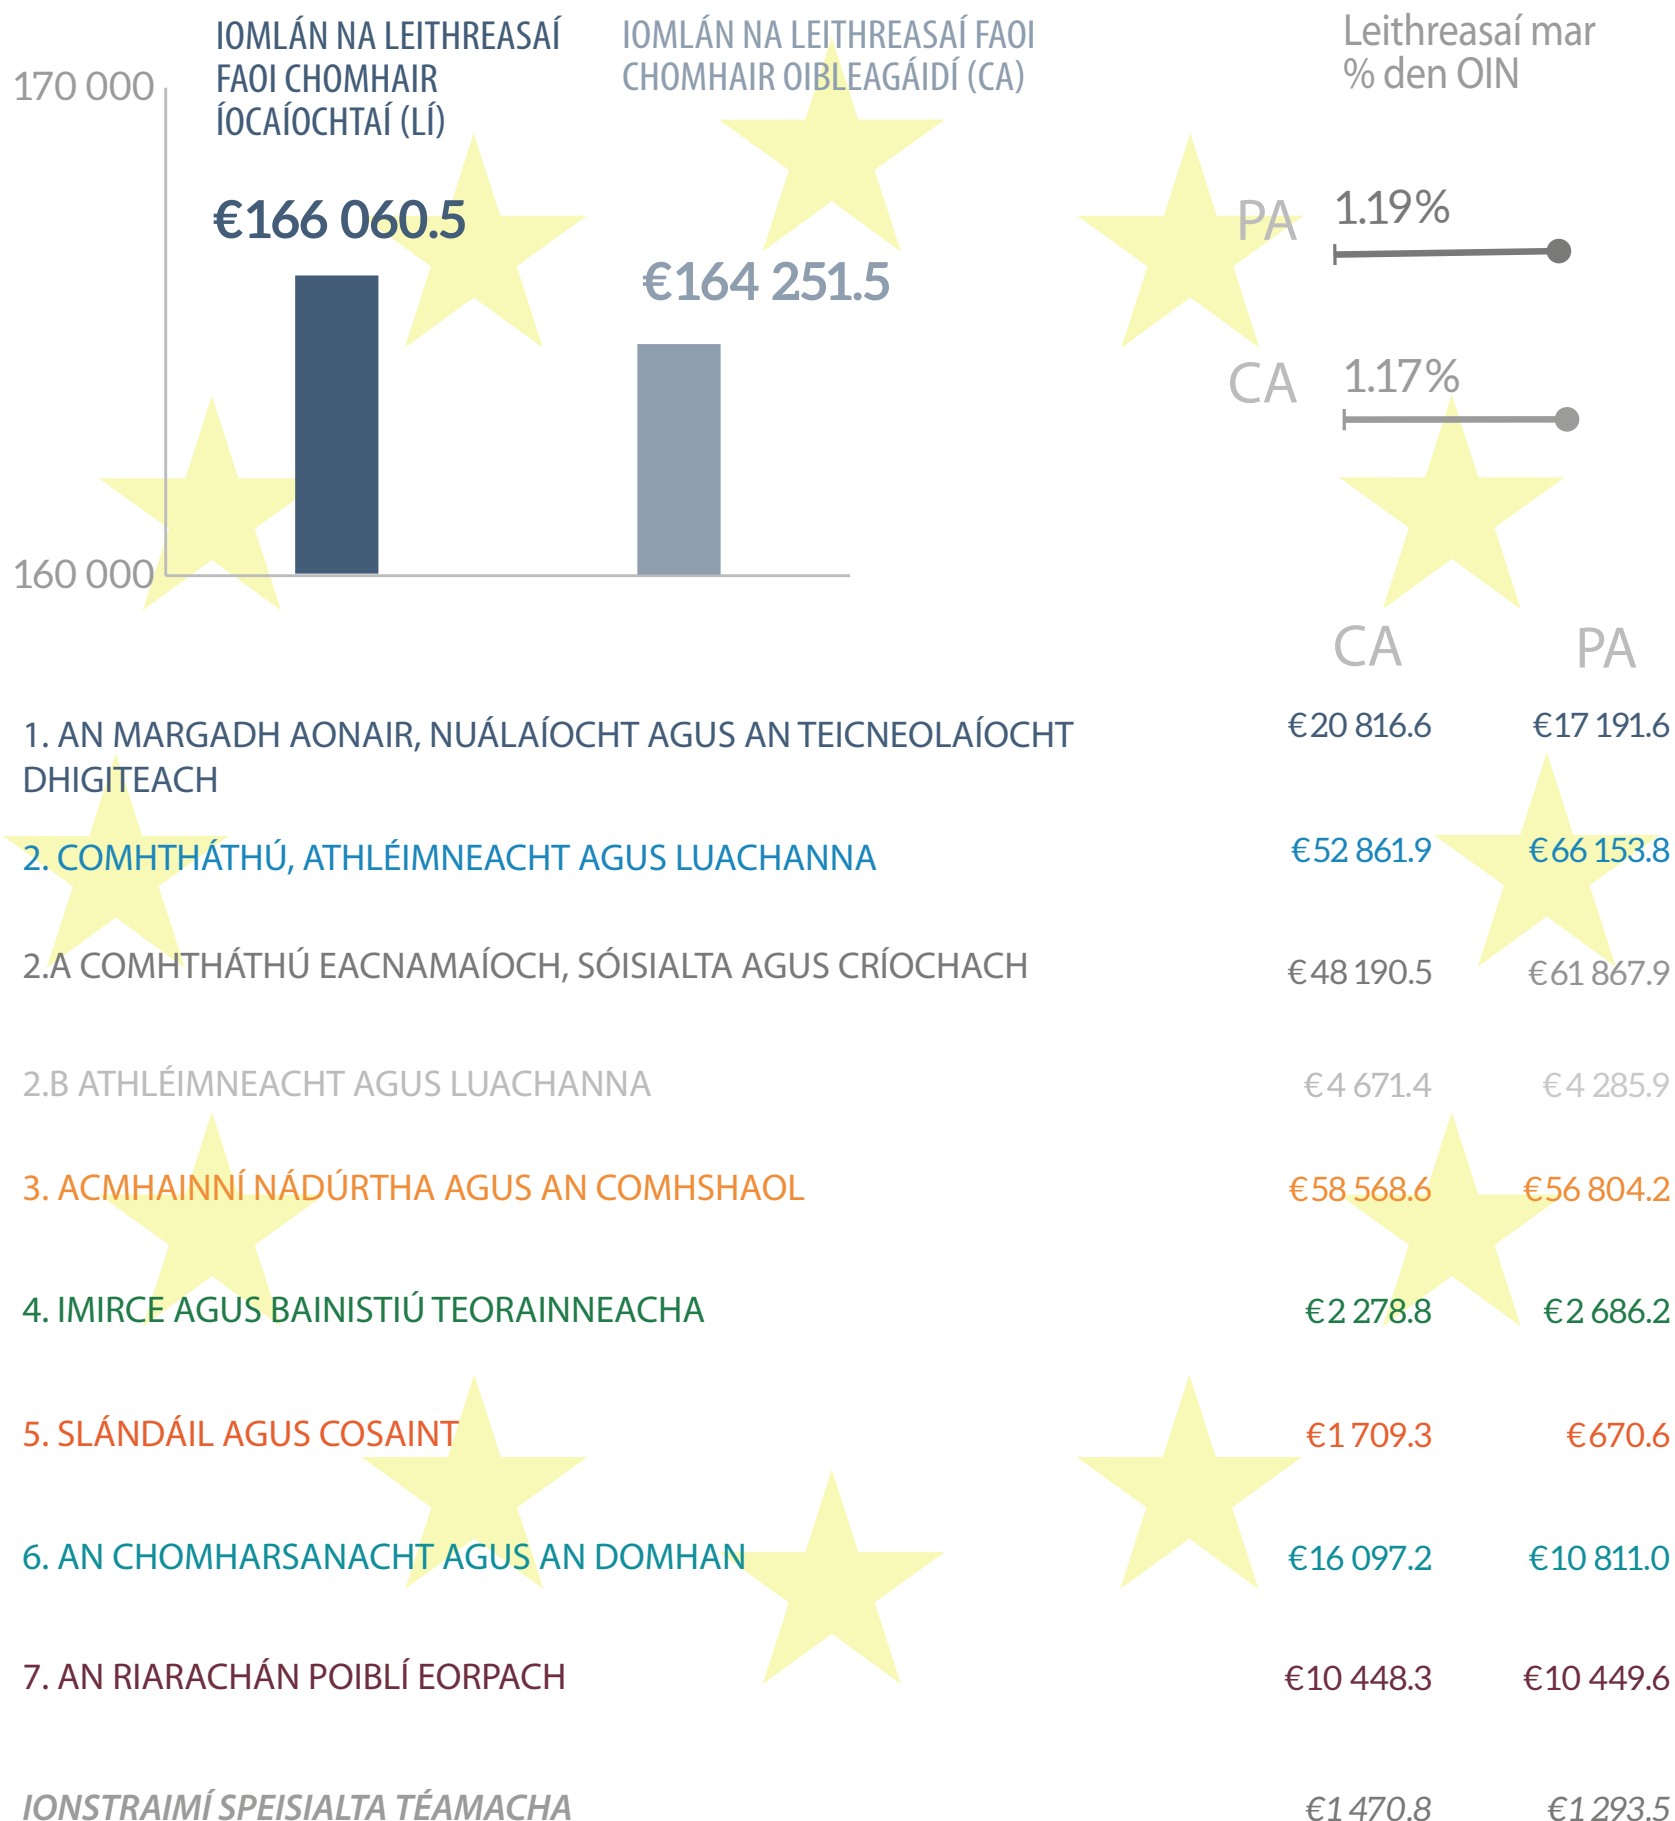 IOMLÁN NA LEITHREASAÍ
FAOI CHOMHAIR
ÍOCAÍOCHTAÍ (LÍ)
IOMLÁN NA LEITHREASAÍ FAOI
CHOMHAIR OIBLEAGÁIDÍ (CA)
Leithreasaí mar
% den OIN
170 000
€166 060.5
€164 251.5
PA 1.19%
CA 1.17%
160 000
CA PA
1. AN MARGADH AONAIR, NUÁLAÍOCHT AGUS AN TEICNEOLAÍOCHT €20 816.6 €17 191.6
DHIGITEACH
2. COMHTHÁTHÚ, ATHLÉIMNEACHT AGUS LUACHANNA €52 861.9 €66 153.8
2.A COMHTHÁTHÚ EACNAMAÍOCH, SÓISIALTA AGUS CRÍOCHACH €48 190.5 €61 867.9
2.B ATHLÉIMNEACHT AGUS LUACHANNA €4 671.4 €4 285.9
3. ACMHAINNÍ NÁDÚRTHA AGUS AN COMHSHAOL €58 568.6 €56 804.2
4. IMIRCE AGUS BAINISTIÚ TEORAINNEACHA €2 278.8 €2 686.2
5. SLÁNDÁIL AGUS COSAINT €1 709.3 €670.6
6. AN CHOMHARSANACHT AGUS AN DOMHAN €16 097.2 €10 811.0
7. AN RIARACHÁN POIBLÍ EORPACH €10 448.3 €10 449.6
IONSTRAIMÍ SPEISIALTA TÉAMACHA €1 470.8 €1 293.5